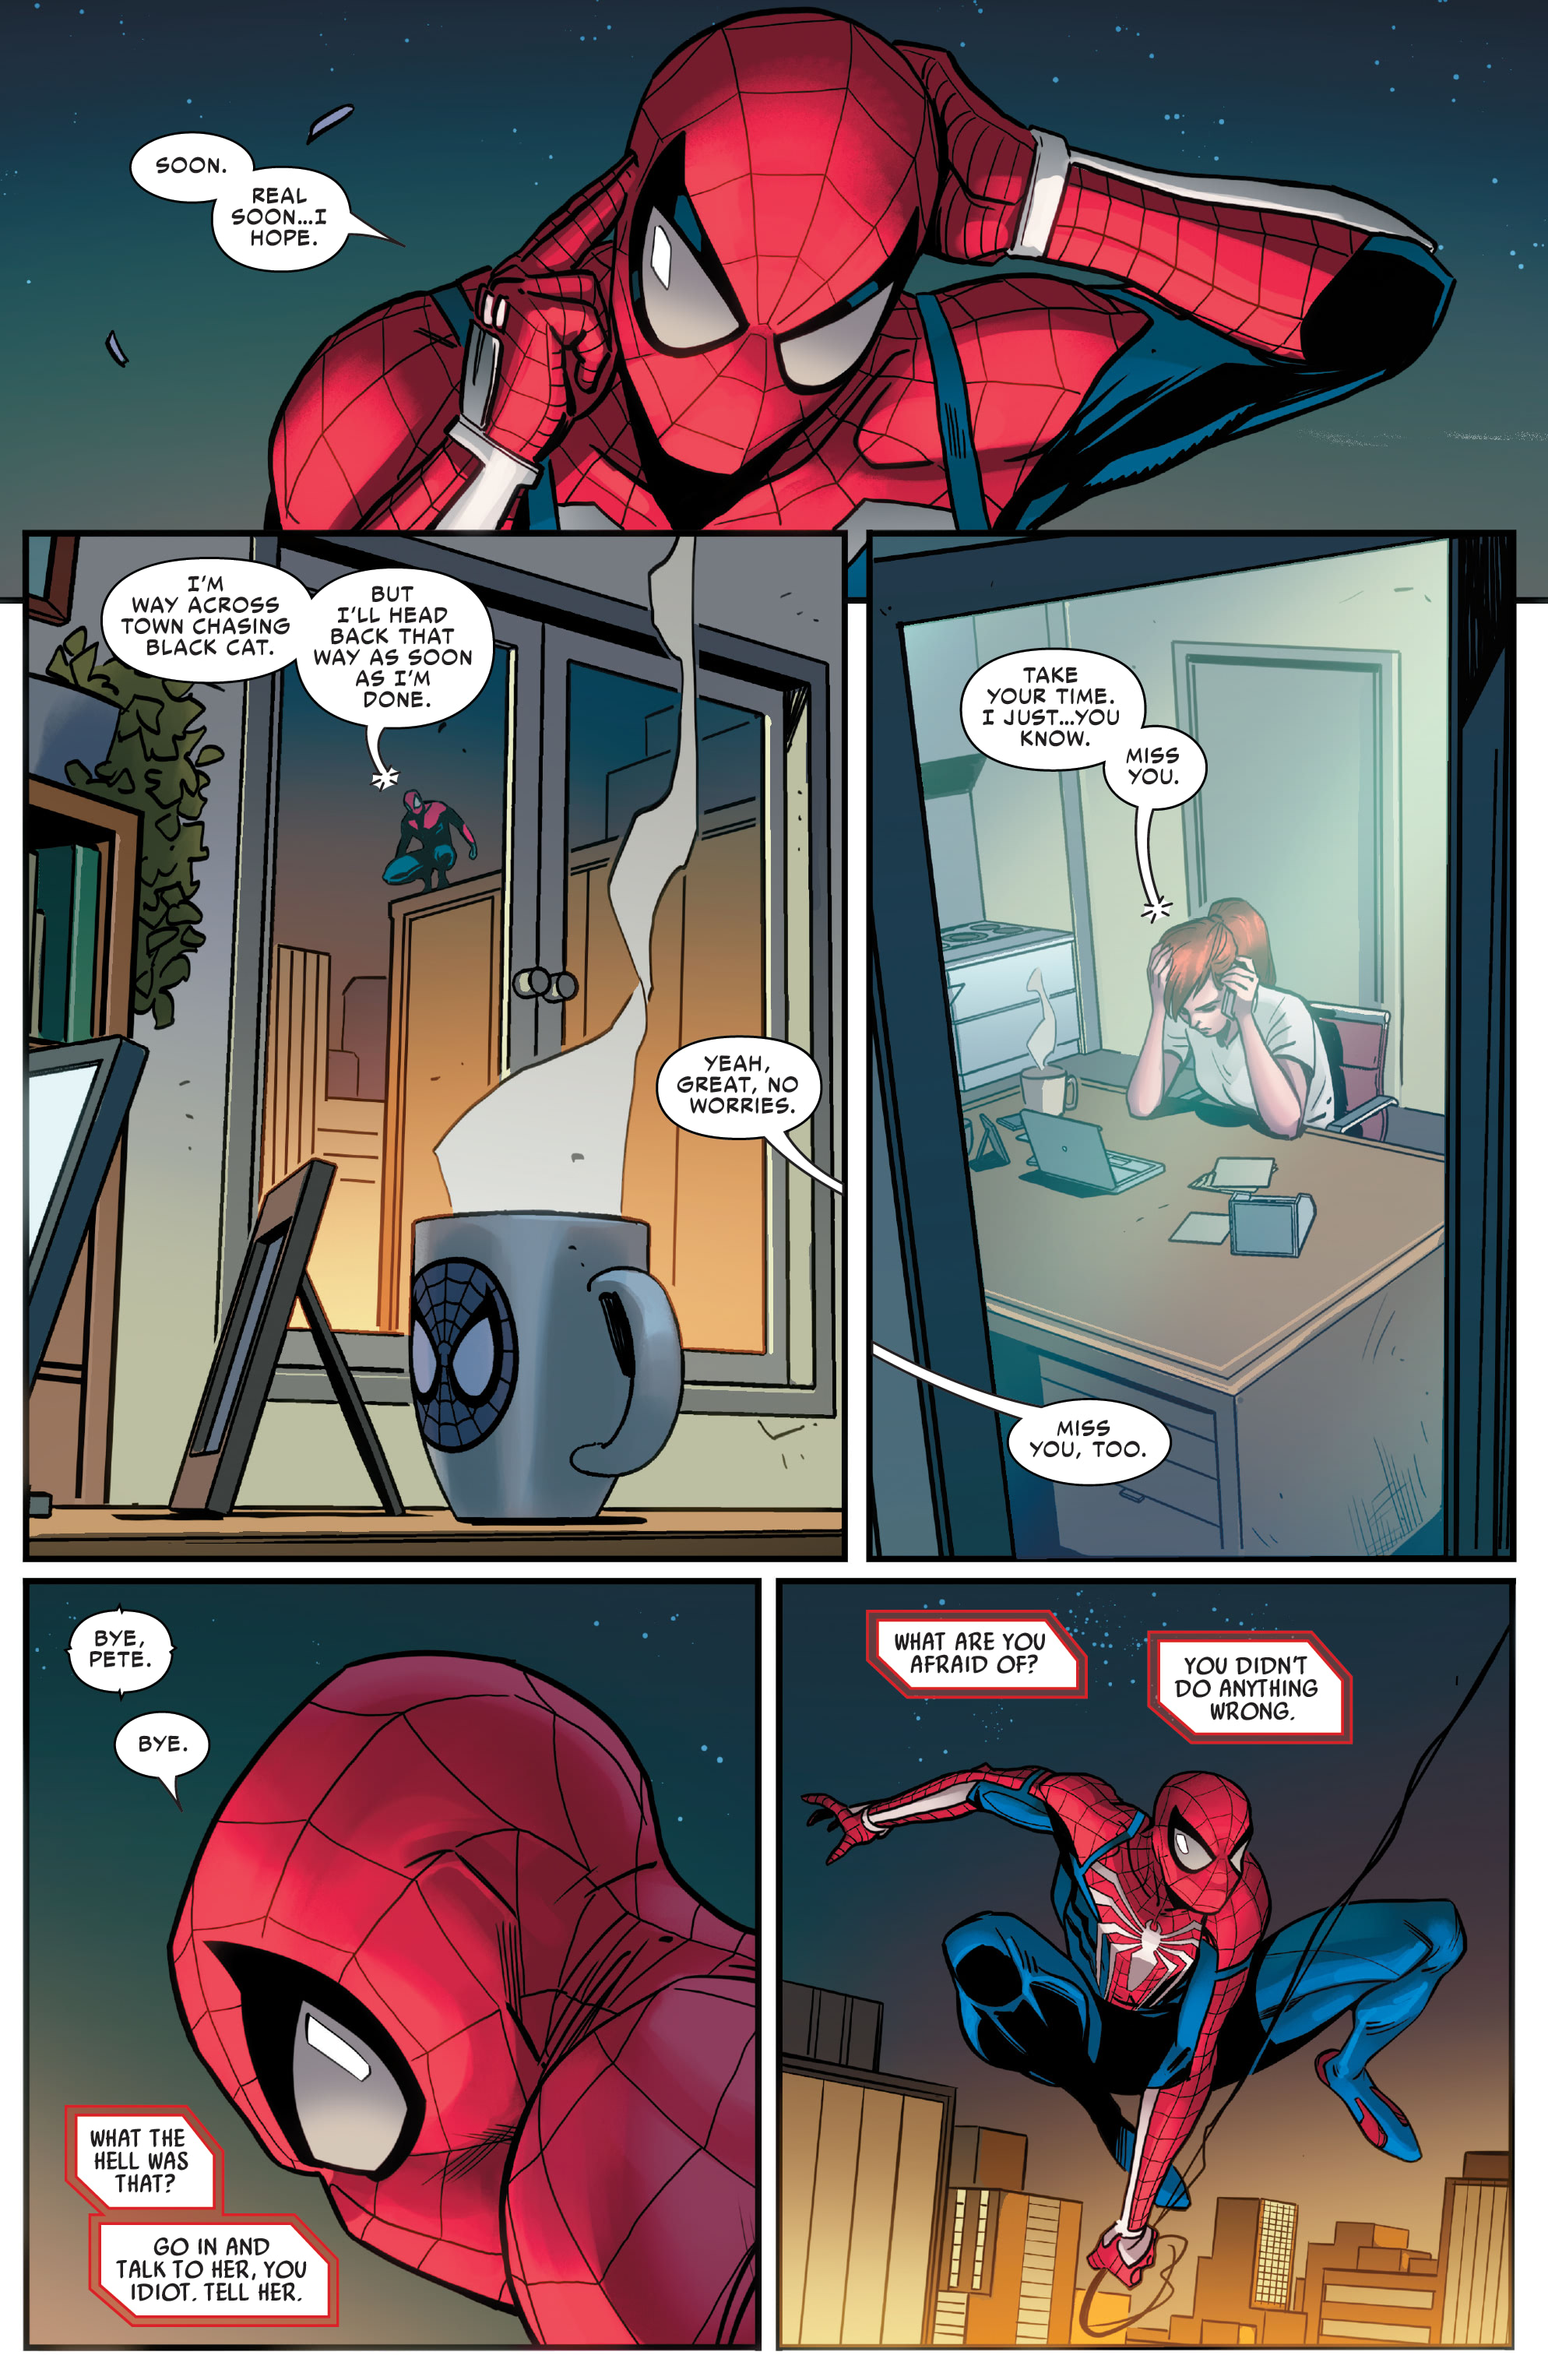 SOON.
REAL
SOON...I
HOPE.
I'M
WAY ACROSS
TOWN CHASING
BLACK CAT.
BUT
I'LL HEAD
BACK THAT
WAY AS SOON
AS I'M
DONE.
YEAH,
GREAT, NO
WORRIES.
TAKE
YOUR TIME.
I JUST...YOU
KNOW.
MISS
YOU.
MISS
YOU, TOO.
BYE,
PETE.
BYE.
WHAT THE
HELL WAS
THAT?
GO IN AND
TALK TO HER, YOU
IDIOT. TELL HER.
WHAT ARE YOU
AFRAID OF?
YOU DIDN'T
DO ANYTHING
WRONG.